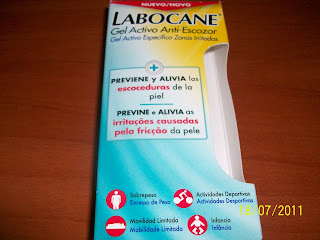 NUEVO/NOVO
LABOCANE
Gel Activo Anti-Escozor
Gel Activo Específico Zonas Irritadas
PREVIENE y ALIVIA las
escoceduras de la
piel
PREVINE e ALIVIA as
irritações causadas
pela fricção da pele
Sobrepeso
Excesso de Peso
Actividades Deportivas
Actividades Desportivas
Movilidad Limitada
Mobilidade Limitada
Infancia
Infância
07/2011